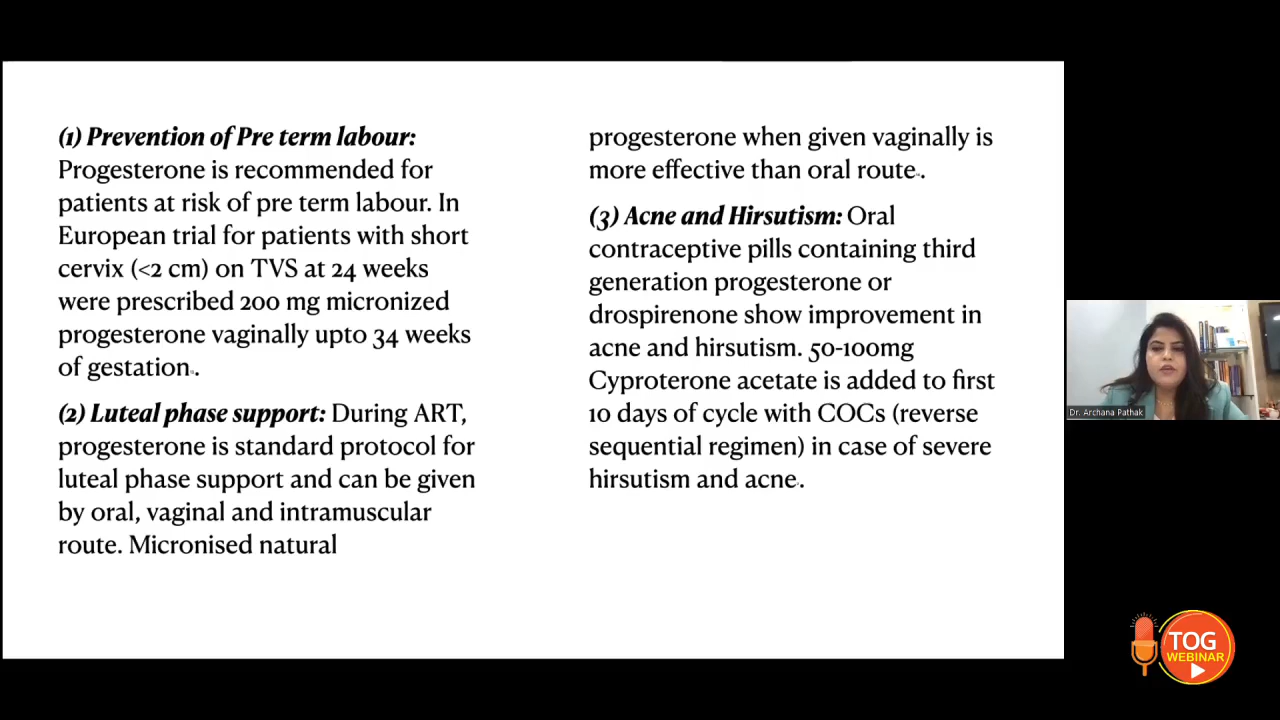 (1) Prevention of Pre term labour:
Progesterone is recommended for
patients at risk of pre term labour. In
European trial for patients with short
cervix (<2 cm) on TVS at 24 weeks
were prescribed 200 mg micronized
progesterone vaginally upto 34 weeks
of gestation.
(2) Luteal phase support: During ART,
progesterone is standard protocol for
luteal phase support and can be given
by oral, vaginal and intramuscular
route. Micronised natural
progesterone when given vaginally is
more effective than oral route.
(3) Acne and Hirsutism: Oral
contraceptive pills containing third
generation progesterone or
drospirenone show improvement in
acne and hirsutism. 50-100mg
Cyproterone acetate is added to first
10 days of cycle with COCs (reverse
sequential regimen) in case of severe
hirsutism and acne.
Dr. Archana Pathak
TOG
WEBINAR